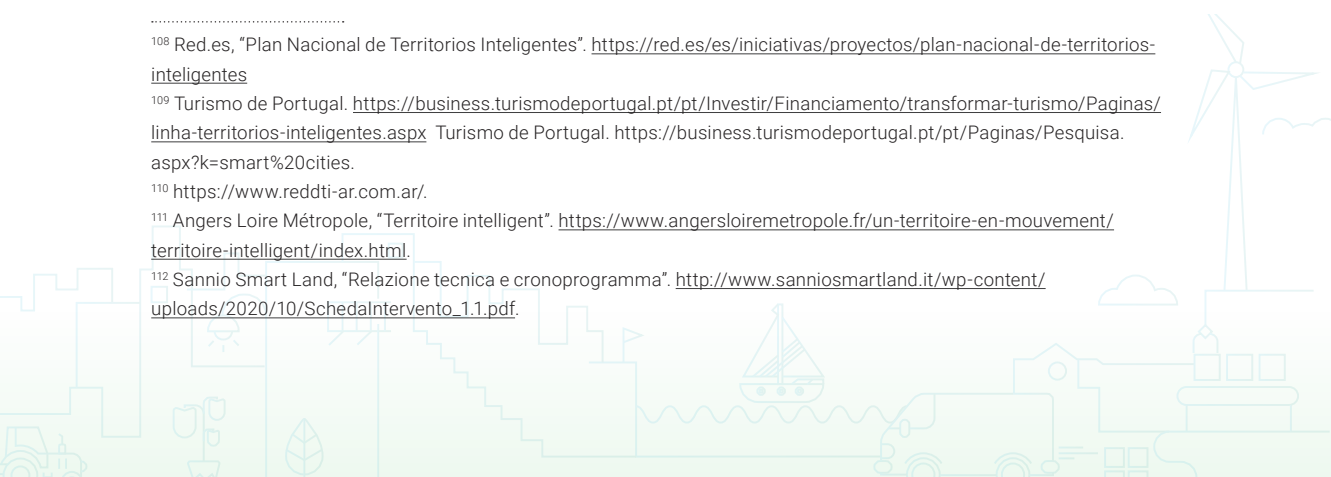 108 Red.es, “Plan Nacional de Territorios Inteligentes”. https://red.es/es/iniciativas/proyectos/plan-nacional-de-territorios-
inteligentes
109 Turismo de Portugal. https://business.turismodeportugal.pt/pt/Investir/Financiamento/transformar-turismo/Paginas/
linha-territorios-inteligentes.aspx  Turismo de Portugal. https://business.turismodeportugal.pt/pt/Paginas/Pesquisa.
aspx?k=smart%20cities.
110 https://www.reddti-ar.com.ar/.
111 Angers Loire Métropole, “Territoire intelligent”. https://www.angersloiremetropole.fr/un-territoire-en-mouvement/
territoire-intelligent/index.html.
112 Sannio Smart Land, “Relazione tecnica e cronoprogramma”. http://www.sanniosmartland.it/wp-content/
uploads/2020/10/SchedaIntervento_1.1.pdf.